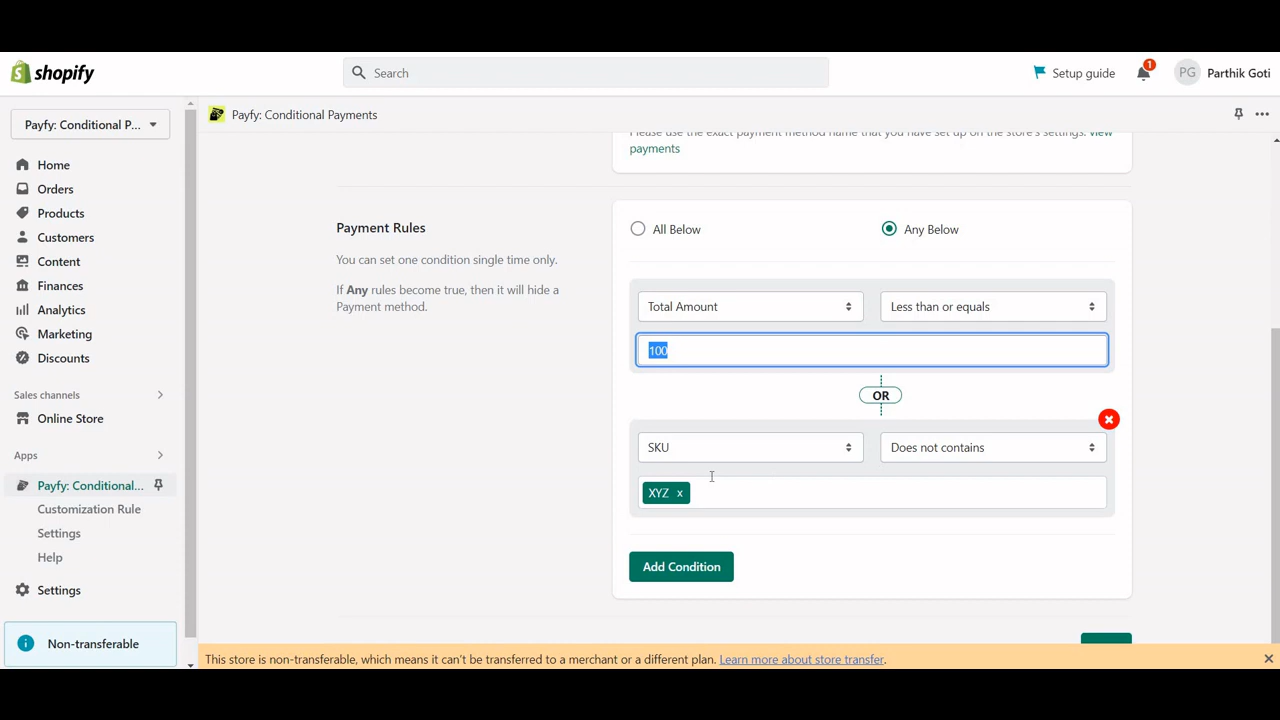 shopify
Search
Setup guide
1
PG
Parthik Goti
Payfy: Conditional P...
Payfy: Conditional Payments
Home
Orders
Products
Customers
Content
Finances
Analytics
Marketing
Discounts
Sales channels
Online Store
Apps
Payfy: Conditional...
Customization Rule
Settings
Help
Settings
Non-transferable
Please use the exact payment method name that you have set up on the store's settings. View
payments
Payment Rules
You can set one condition single time only.
If Any rules become true, then it will hide a
Payment method.
All Below
Any Below
Total Amount
Less than or equals
100
OR
SKU
Does not contains
XYZ x
Add Condition
This store is non-transferable, which means it can't be transferred to a merchant or a different plan. Learn more about store transfer.